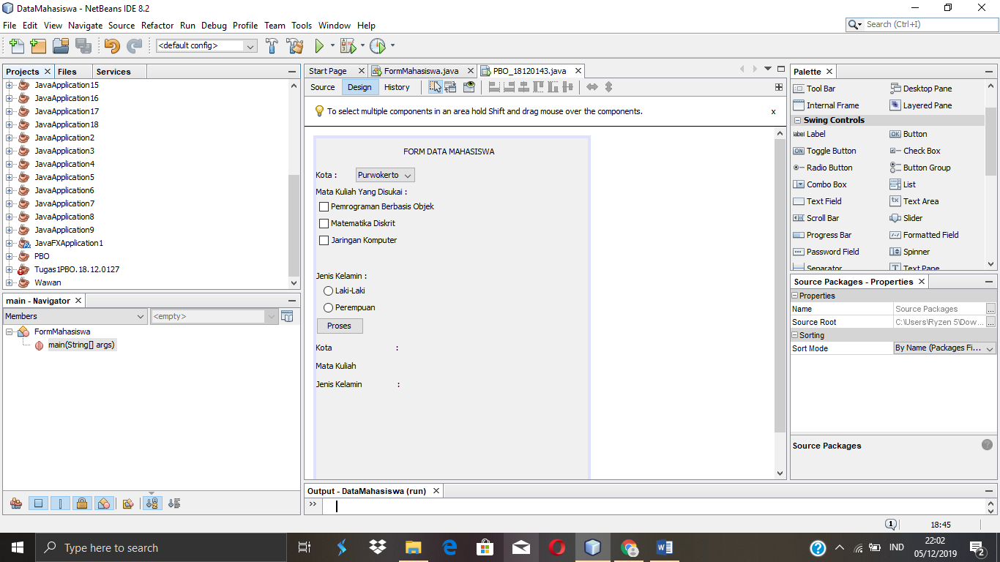 DataMahasiswa - NetBeans IDE 8.2
File Edit View Navigate Source Refactor Run Debug Profile Team Tools Window Help
Search (Ctrl+I)
<default config>
Projects Files Services
JavaApplication15
JavaApplication16
JavaApplication17
JavaApplication18
JavaApplication2
JavaApplication3
JavaApplication4
JavaApplication5
JavaApplication6
JavaApplication7
JavaApplication8
JavaApplication9
JavaFXApplication1
PBO
Tugas1PBO.18.12.0127
Wawan
main - Navigator
Members <empty>
FormMahasiswa
main(String[] args)
Start Page FormMahasiswa.java PBO_18120143.java
Source Design History
To select multiple components in an area hold Shift and drag mouse over the components. x
FORM DATA MAHASISWA
Kota : Purwokerto
Mata Kuliah Yang Disukai :
Pemrograman Berbasis Objek
Matematika Diskrit
Jaringan Komputer
Jenis Kelamin :
Laki-Laki
Perempuan
Proses
Kota :
Mata Kuliah
Jenis Kelamin :
Output - DataMahasiswa (run)
>>
Palette
Tool Bar Desktop Pane
Internal Frame Layered Pane
Swing Controls
label Label OK Button
ON Toggle Button Check Box
Radio Button Button Group
Combo Box List
Text Field Text Area
Scroll Bar Slider
Progress Bar Formatted Field
Password Field Spinner
Separator Text Pane
Source Packages - Properties
Properties
Name Source Packages ...
Source Root C:\Users\Ryzen 5\Dow... ...
Sorting
Sort Mode By Name (Packages Fi...
Source Packages
1 18:45
Type here to search
IND
22:02
05/12/2019
2